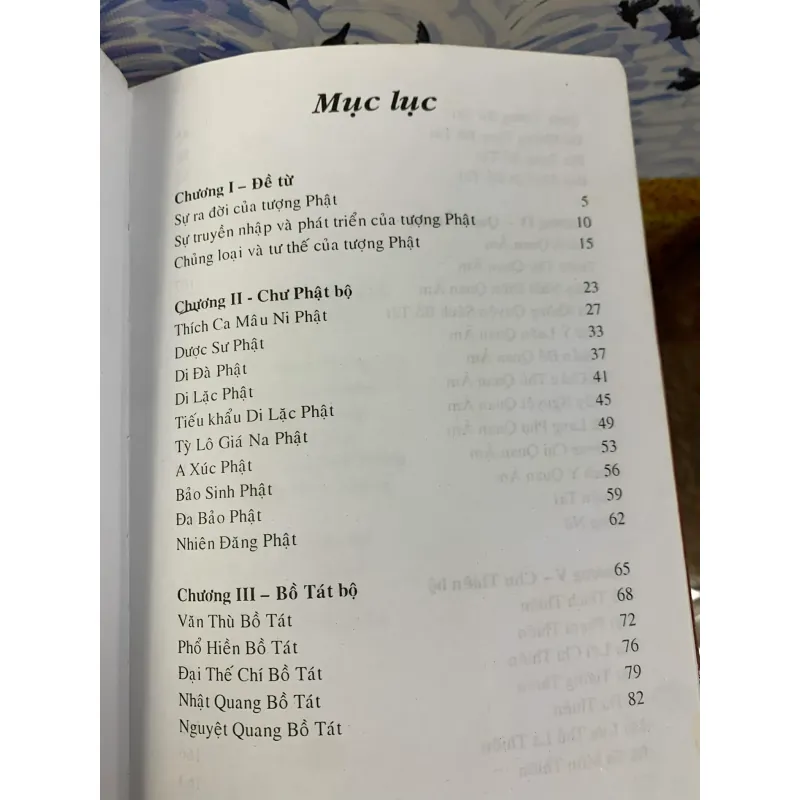 Mục lục
Chương I – Đề từ
Sự ra đời của tượng Phật 5
Sự truyền nhập và phát triển của tượng Phật 10
Chủng loại và tư thế của tượng Phật 15
Chương II - Chư Phật bộ 23
Thích Ca Mâu Ni Phật 27
Dược Sư Phật 33
Di Đà Phật 37
Di Lặc Phật 41
Tiếu khẩu Di Lặc Phật 45
Tỳ Lô Giá Na Phật 49
A Xúc Phật 53
Bảo Sinh Phật 56
Đa Bảo Phật 59
Nhiên Đăng Phật 62
Chương III – Bồ Tát bộ 65
Văn Thù Bồ Tát 68
Phổ Hiền Bồ Tát 72
Đại Thế Chí Bồ Tát 76
Nhật Quang Bồ Tát 79
Nguyệt Quang Bồ Tát 82